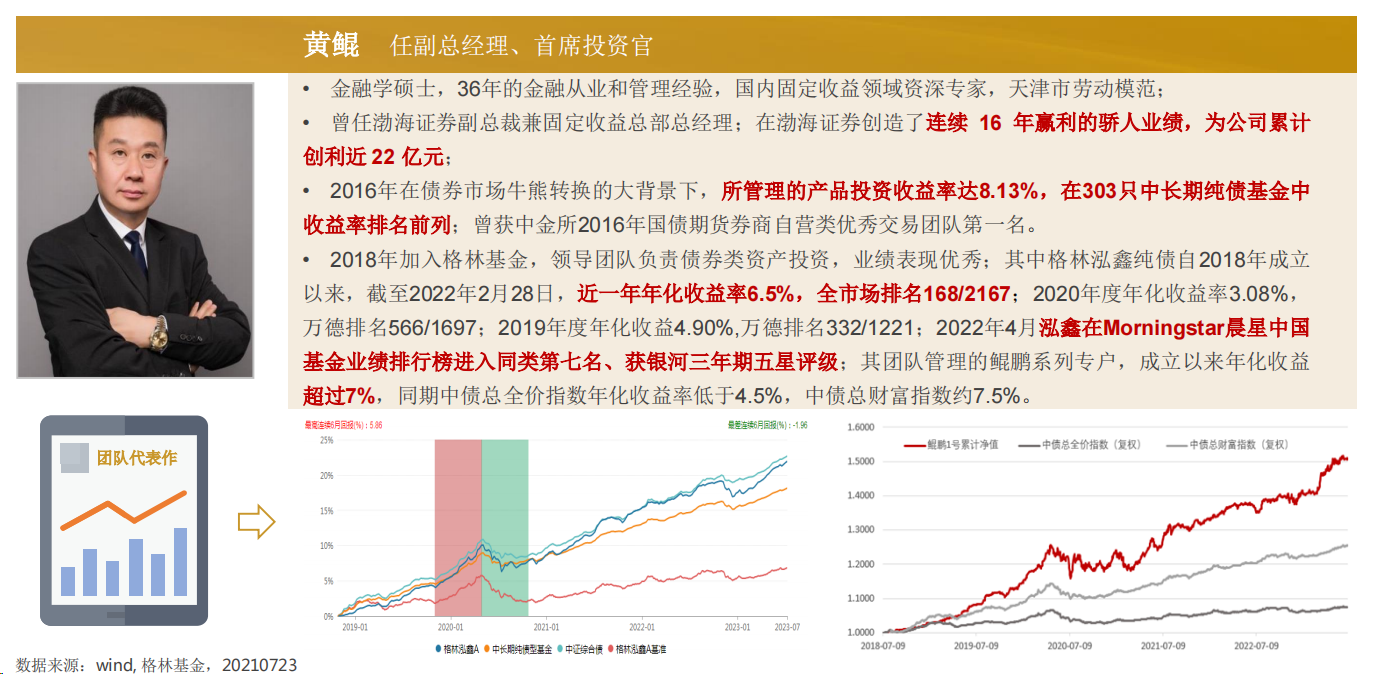 黄鲲 任副总经理、首席投资官
• 金融学硕士，36年的金融从业和管理经验，国内固定收益领域资深专家，天津市劳动模范；
• 曾任渤海证券副总裁兼固定收益总部总经理；在渤海证券创造了连续 16 年赢利的骄人业绩，为公司累计
创利近 22 亿元；
• 2016年在债券市场牛熊转换的大背景下，所管理的产品投资收益率达8.13%，在303只中长期纯债基金中
收益率排名前列；曾获中金所2016年国债期货券商自营类优秀交易团队第一名。
• 2018年加入格林基金，领导团队负责债券类资产投资，业绩表现优秀；其中格林泓鑫纯债自2018年成立
以来，截至2022年2月28日，近一年年化收益率6.5%，全市场排名168/2167；2020年度年化收益率3.08%，
万德排名566/1697；2019年度年化收益4.90%,万德排名332/1221；2022年4月泓鑫在Morningstar晨星中国
基金业绩排行榜进入同类第七名、获银河三年期五星评级；其团队管理的鲲鹏系列专户，成立以来年化收益
超过7%，同期中债总全价指数年化收益率低于4.5%，中债总财富指数约7.5%。
团队代表作
最高连续6月回报(%)：5.86
最差连续6月回报(%)：-1.96
25%
20%
15%
10%
5%
0%
2019-01 2020-01 2021-01 2022-01 2023-01 2023-07
格林泓鑫A 中长期纯债型基金 中证综合债 格林泓鑫A基准
鲲鹏1号累计净值 中债总全价指数（复权） 中债总财富指数（复权）
1.6000
1.5000
1.4000
1.3000
1.2000
1.1000
1.0000
2018-07-09 2019-07-09 2020-07-09 2021-07-09 2022-07-09
数据来源：wind, 格林基金，20210723